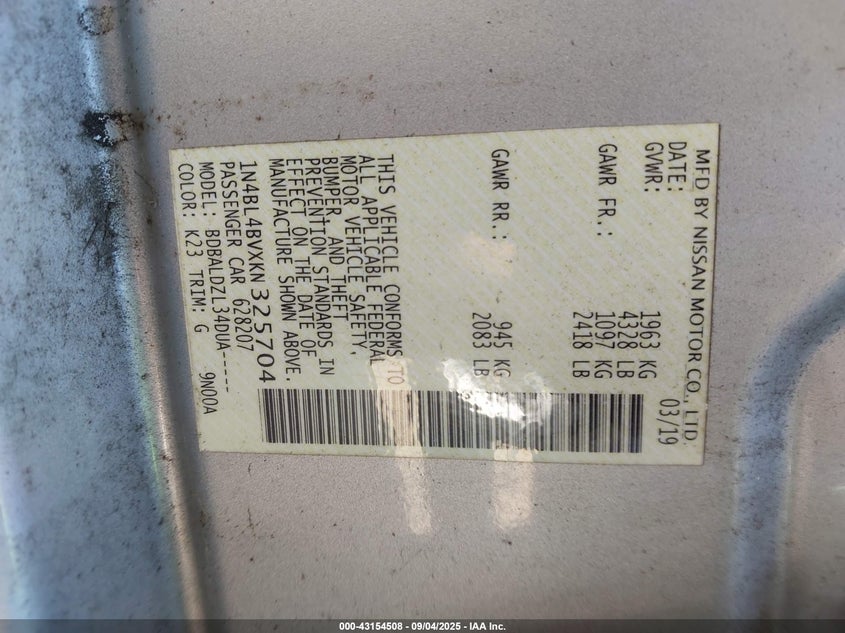 MFD BY NISSAN MOTOR CO., LTD.
DATE: 03/19
GVWR: 1963 KG
4328 LB
GAWR FR.: 1097 KG
2418 LB
GAWR RR.: 945 KG
2083 LB
THIS VEHICLE CONFORMS TO
ALL APPLICABLE FEDERAL
MOTOR VEHICLE SAFETY,
BUMPER, AND THEFT
PREVENTION STANDARDS IN
EFFECT ON THE DATE OF
MANUFACTURE SHOWN ABOVE.
1N4BL4BVXKN325704
PASSENGER CAR 628207
MODEL: BDBALDZL34DUA-----
COLOR: K23 TRIM: G 9N00A
000-43154508 - 09/04/2025 - IAA Inc.